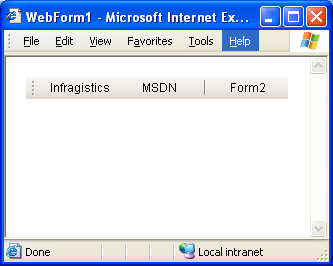 WebForm1 - Microsoft Internet Ex...
File Edit View Favorites Tools Help
Infragistics MSDN Form2
Done Local intranet